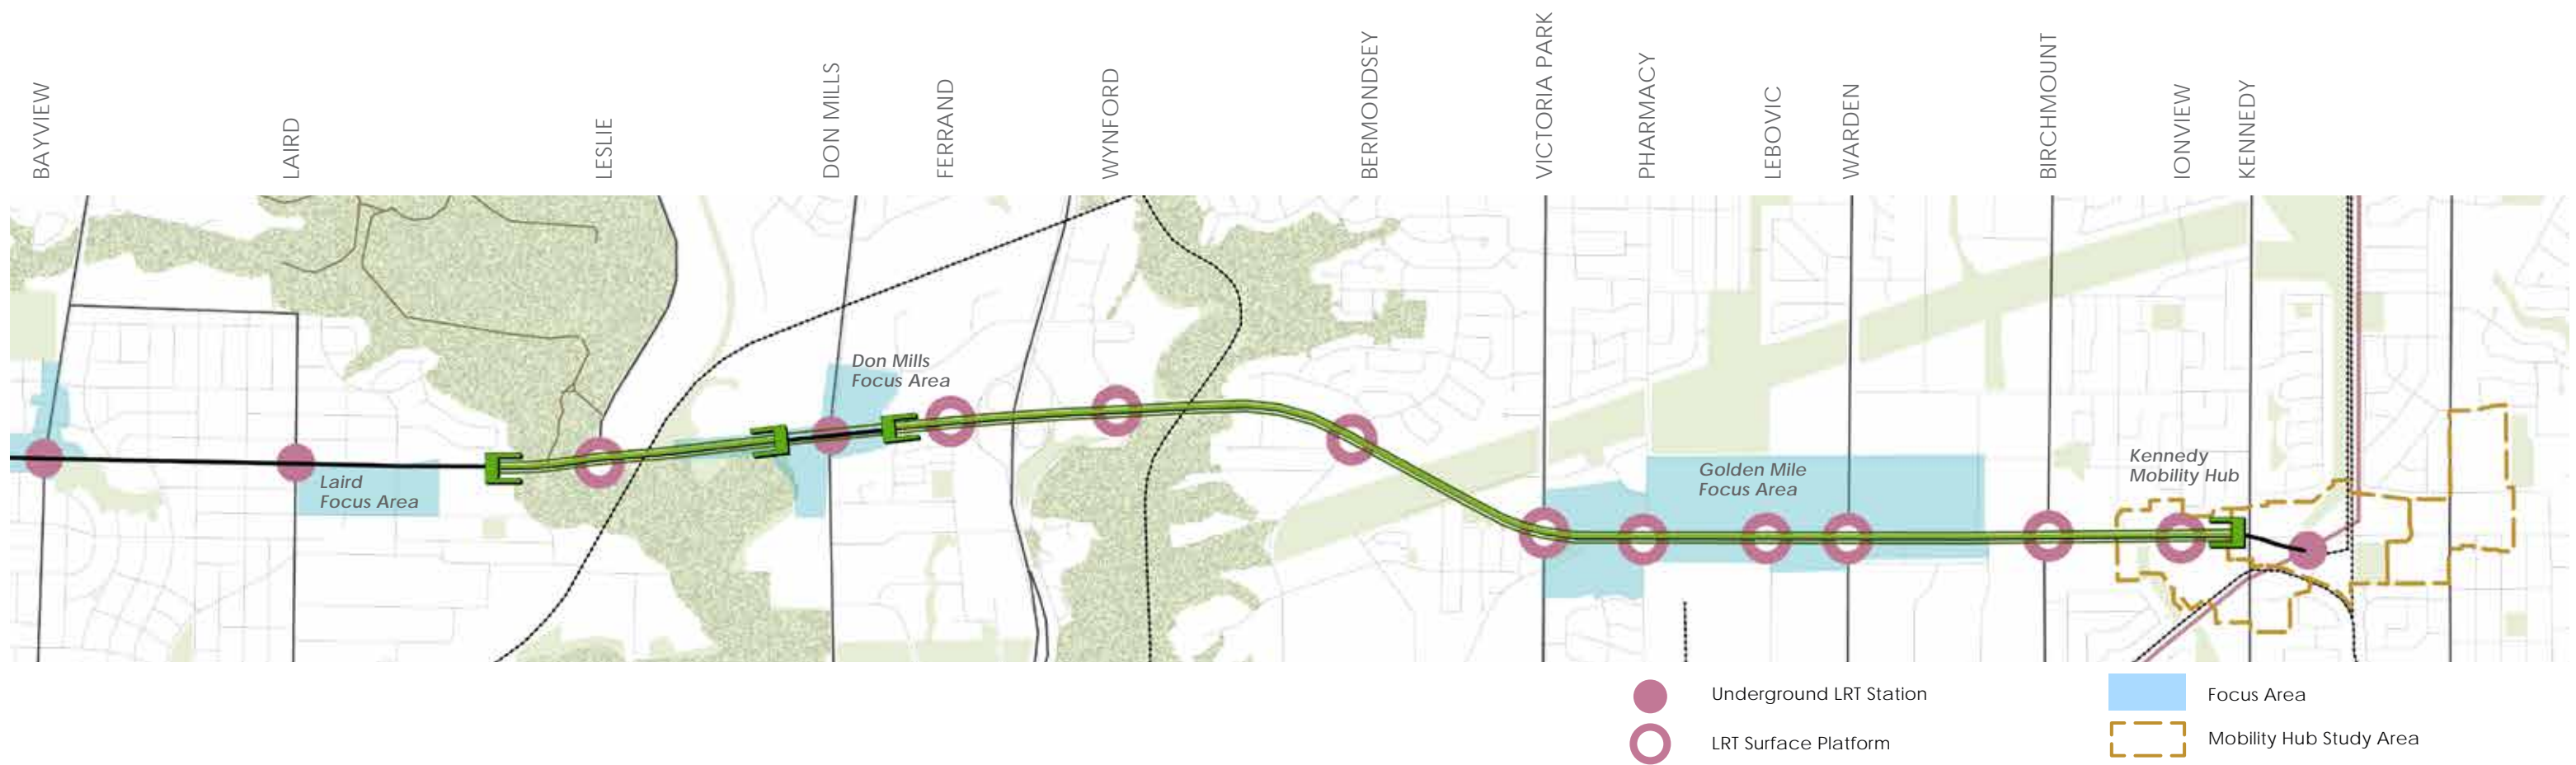 BAYVIEW
LAIRD
LESLIE
DON MILLS
FERRAND
WYNFORD
BERMONDSEY
VICTORIA PARK
PHARMACY
LEBOVIC
WARDEN
BIRCHMOUNT
IONVIEW
KENNEDY
Don Mills
Focus Area
Laird
Focus Area
Golden Mile
Focus Area
Kennedy
Mobility Hub
Underground LRT Station
LRT Surface Platform
Focus Area
Mobility Hub Study Area